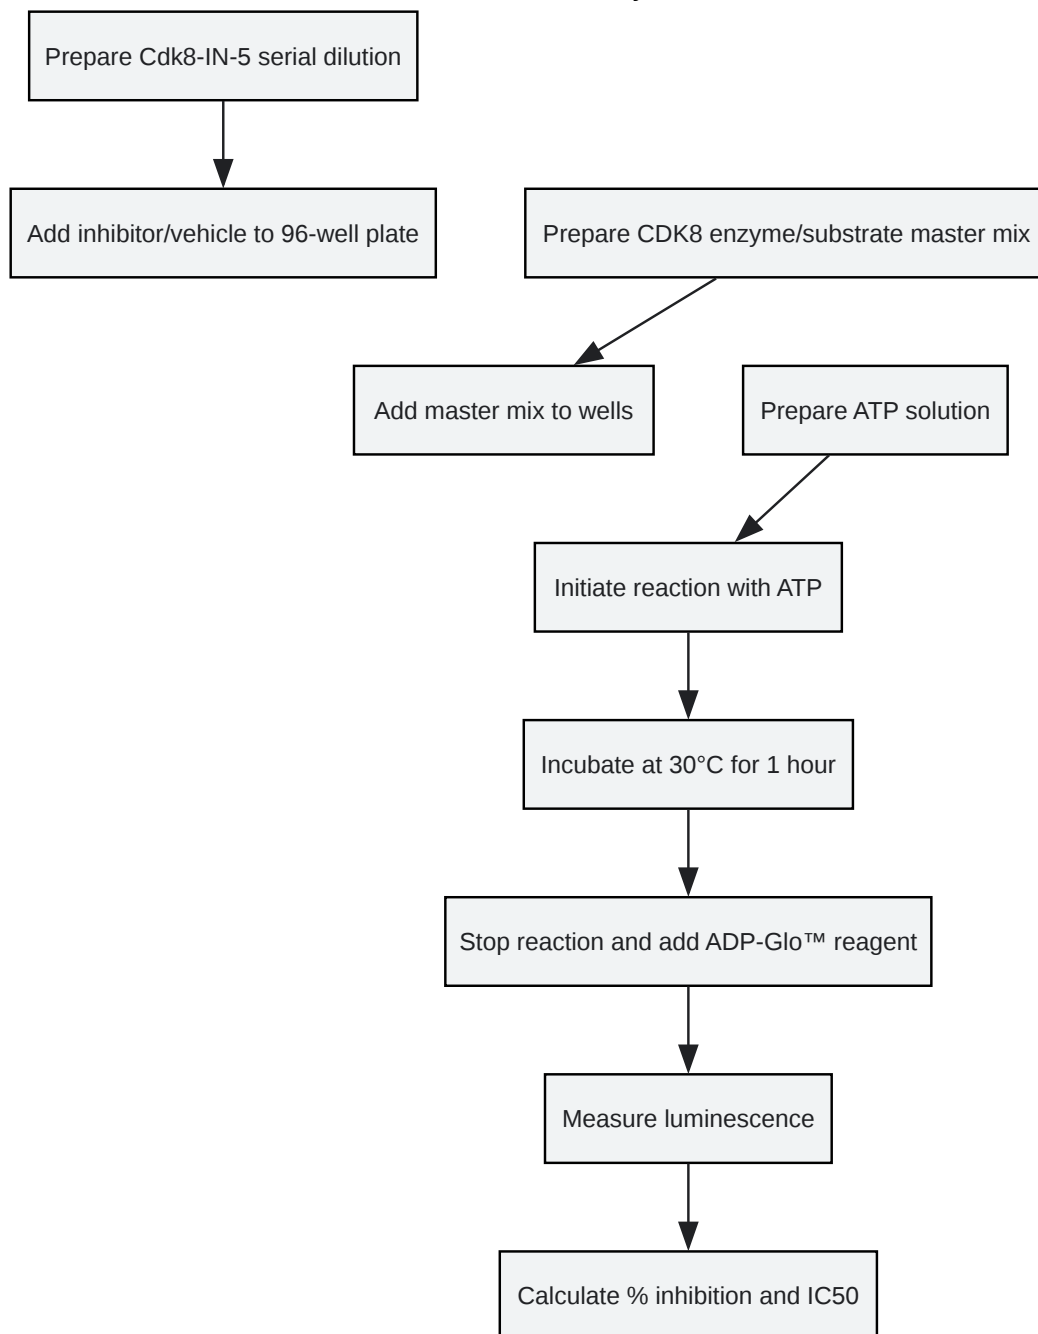 Prepare Cdk8-IN-5 serial dilution
Add inhibitor/vehicle to 96-well plate
Prepare CDK8 enzyme/substrate master mix
Add master mix to wells
Prepare ATP solution
Initiate reaction with ATP
Incubate at 30°C for 1 hour
Stop reaction and add ADP-Glo™ reagent
Measure luminescence
Calculate % inhibition and IC50